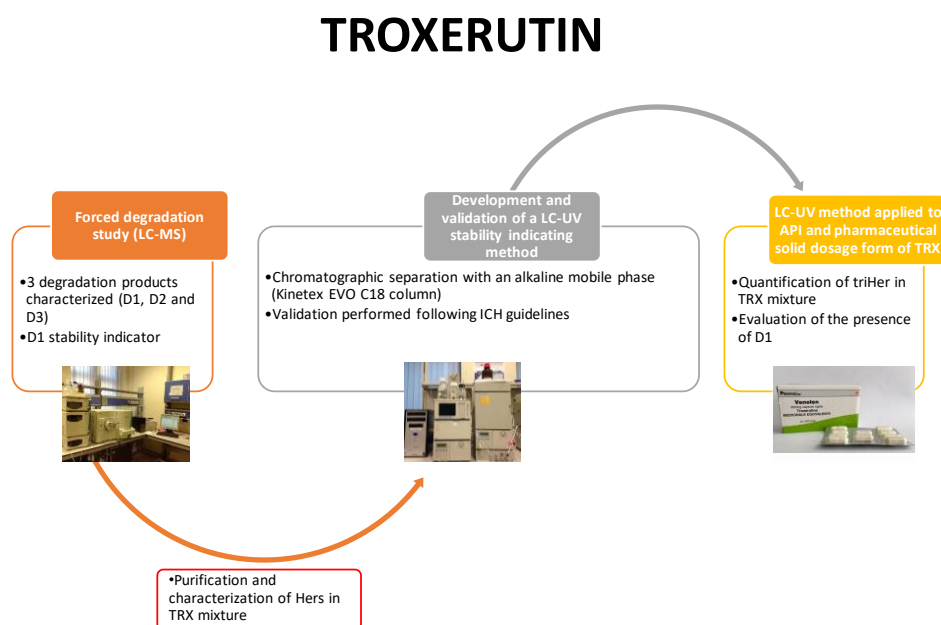 TROXERUTIN
Forced degradation
study (LC-MS)
•3 degradation products
characterized (D1, D2 and
D3)
•D1 stability indicator
Development and
validation of a LC-UV
stability indicating
method
•Chromatographic separation with an alkaline mobile phase
(Kinetex EVO C18 column)
•Validation performed following ICH guidelines
LC-UV method applied to
API and pharmaceutical
solid dosage form of TRX
•Quantification of triHer in
TRX mixture
•Evaluation of the presence
of D1
Venolen
Troxerutina
MEDICINALE EQUIVALENTE
•Purification and
characterization of Hers in
TRX mixture